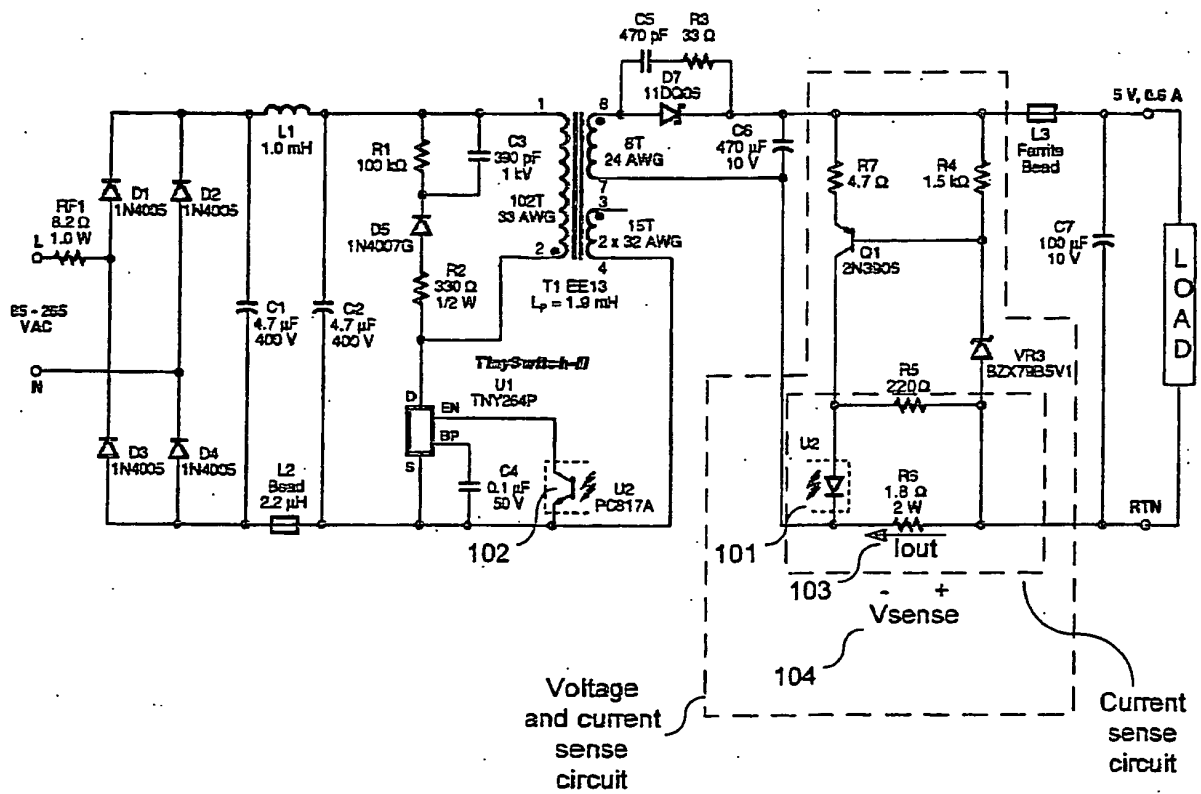 C5
470 pF
R3
33 Ω
D7
11DQ06
L1
1.0 mH
R1
100 kΩ
C3
390 pF
1 kV
1
8
8T
24 AWG
C6
470 μF
10 V
R7
4.7 Ω
R4
1.5 kΩ
L3
Ferrite
Bead
5 V, 0.6 A
D1
1N4005
D2
1N4005
RF1
8.2 Ω
1.0 W
L
D5
1N4007G
102T
33 AWG
7
3
15T
2 x 32 AWG
2
4
Q1
2N3905
C7
100 μF
10 V
LOAD
R2
330 Ω
1/2 W
T1 EE13
Lp = 1.9 mH
85 - 265
VAC
C1
4.7 μF
400 V
C2
4.7 μF
400 V
N
TinySwitch-II
U1
TNY264P
VR3
BZX79B5V1
R5
220 Ω
D
EN
BP
S
D3
1N4005
D4
1N4005
L2
Bead
2.2 μH
C4
0.1 μF
50 V
U2
PC817A
U2
R6
1.8 Ω
2 W
RTN
102
101
Iout
103
- +
Vsense
104
Voltage
and current
sense
circuit
Current
sense
circuit